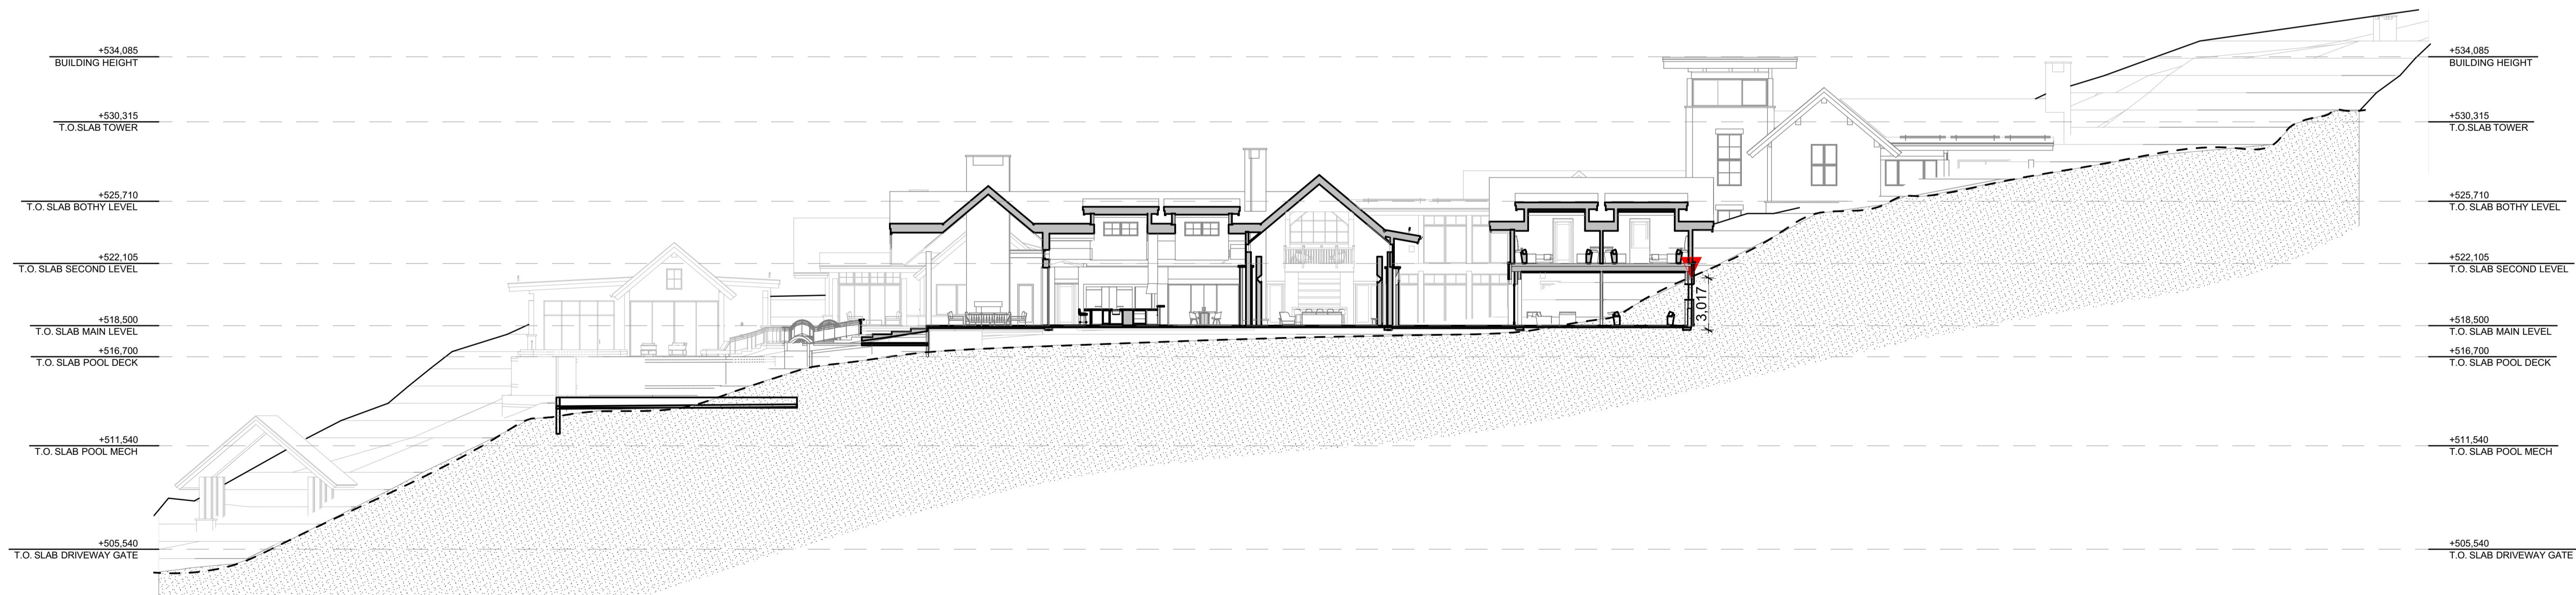 +534,085
BUILDING HEIGHT
+534,085
BUILDING HEIGHT
+530,315
T.O.SLAB TOWER
+530,315
T.O.SLAB TOWER
+525,710
T.O. SLAB BOTHY LEVEL
+525,710
T.O. SLAB BOTHY LEVEL
+522,105
T.O. SLAB SECOND LEVEL
+522,105
T.O. SLAB SECOND LEVEL
3,017
+518,500
T.O. SLAB MAIN LEVEL
+518,500
T.O. SLAB MAIN LEVEL
+516,700
T.O. SLAB POOL DECK
+516,700
T.O. SLAB POOL DECK
+511,540
T.O. SLAB POOL MECH
+511,540
T.O. SLAB POOL MECH
+505,540
T.O. SLAB DRIVEWAY GATE
+505,540
T.O. SLAB DRIVEWAY GATE